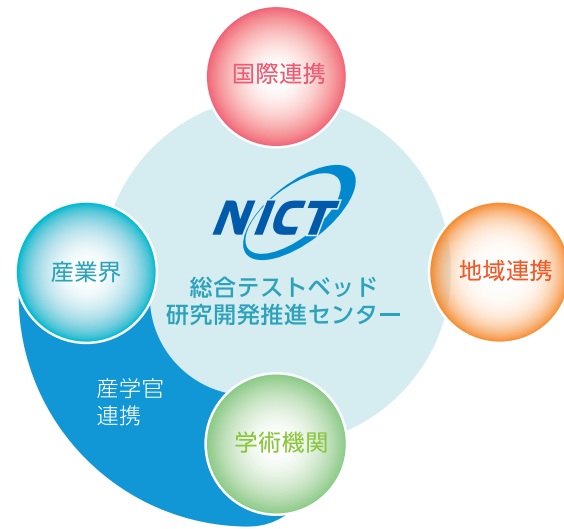 国際連携
NICT
産業界
総合テストベッド
研究開発推進センター
地域連携
産学官
連携
学術機関